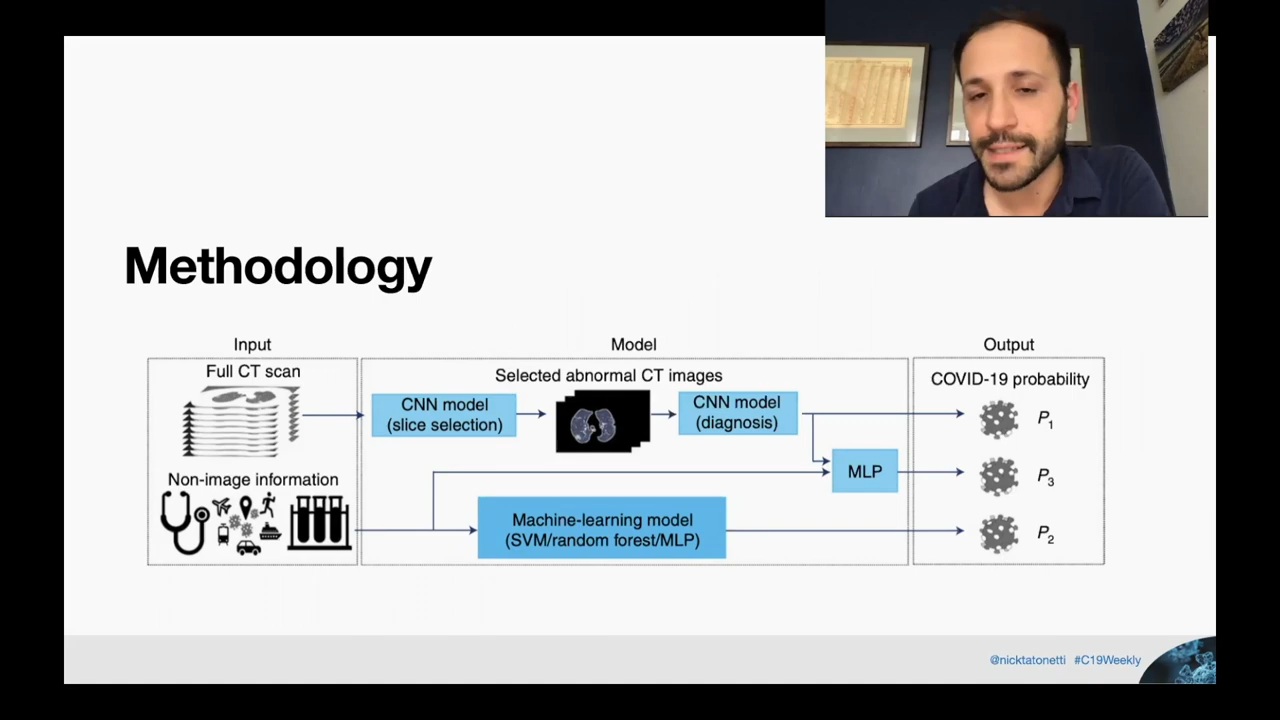 Methodology
Input
Model
Output
Full CT scan
Selected abnormal CT images
COVID-19 probability
CNN model
(slice selection)
CNN model
(diagnosis)
P1
MLP
P3
Non-image information
Machine-learning model
(SVM/random forest/MLP)
P2
@nicktatonetti #C19Weekly